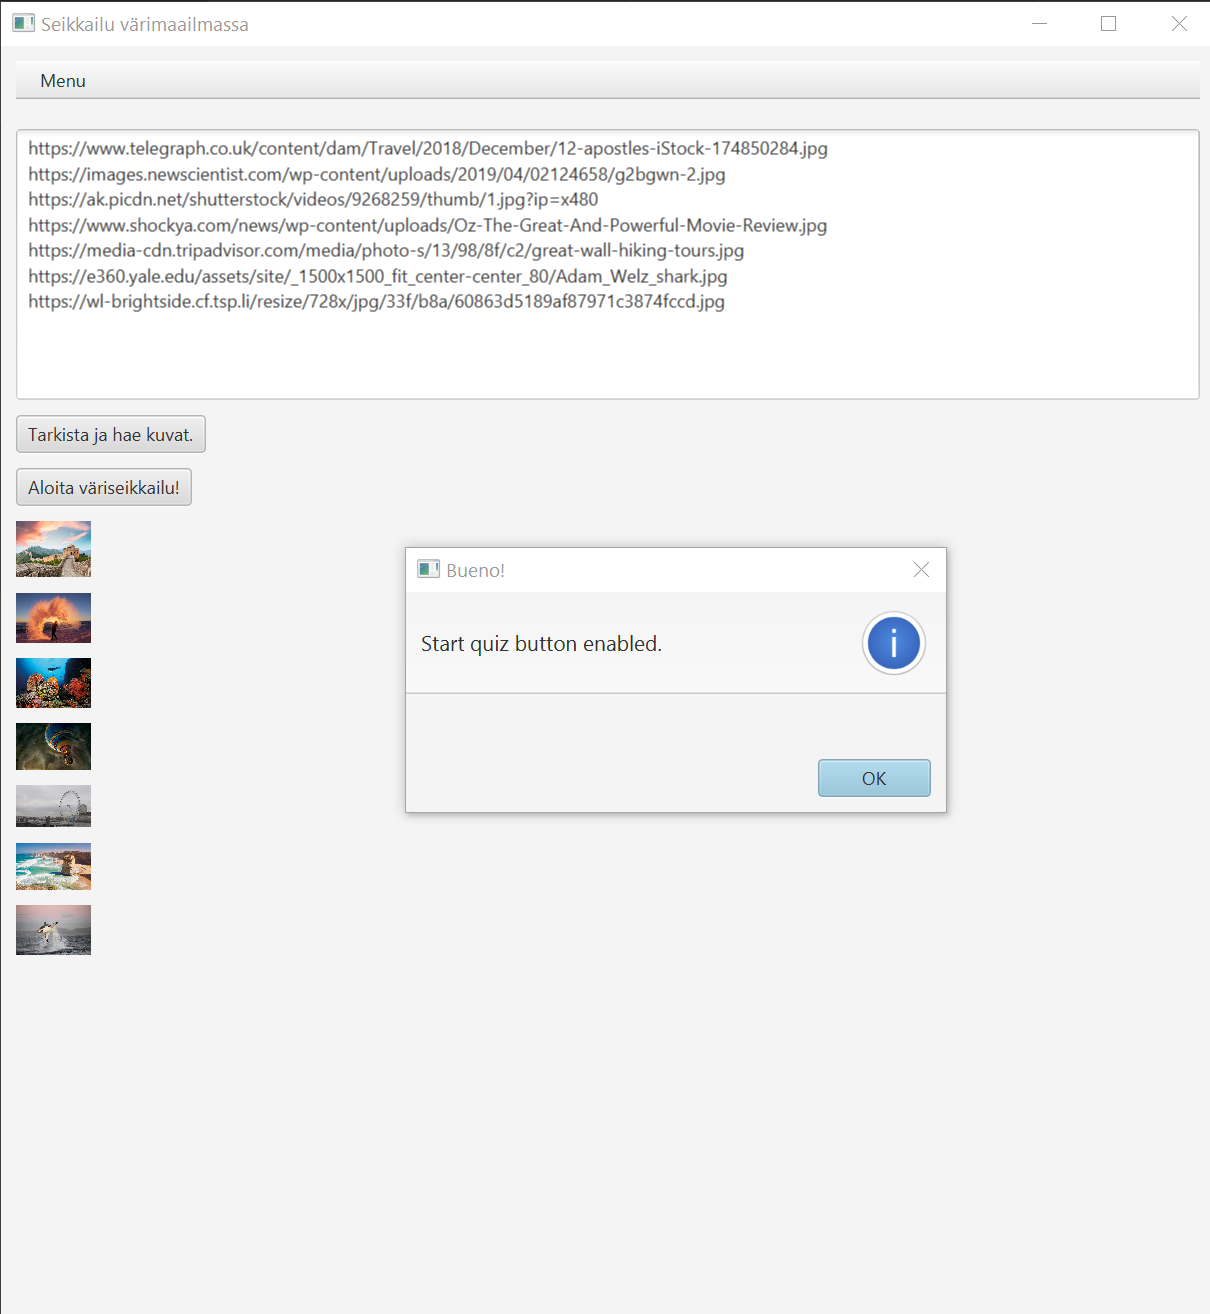 Seikkailu värimaailmassa
Menu
https://www.telegraph.co.uk/content/dam/Travel/2018/December/12-apostles-iStock-174850284.jpg
https://images.newscientist.com/wp-content/uploads/2019/04/02124658/g2bgwn-2.jpg
https://ak.picdn.net/shutterstock/videos/9268259/thumb/1.jpg?ip=x480
https://www.shockya.com/news/wp-content/uploads/Oz-The-Great-And-Powerful-Movie-Review.jpg
https://media-cdn.tripadvisor.com/media/photo-s/13/98/8f/c2/great-wall-hiking-tours.jpg
https://e360.yale.edu/assets/site/_1500x1500_fit_center-center_80/Adam_Welz_shark.jpg
https://wl-brightside.cf.tsp.li/resize/728x/jpg/33f/b8a/60863d5189af87971c3874fccd.jpg
Tarkista ja hae kuvat.
Aloita väriseikkailu!
Bueno!
Start quiz button enabled.
OK